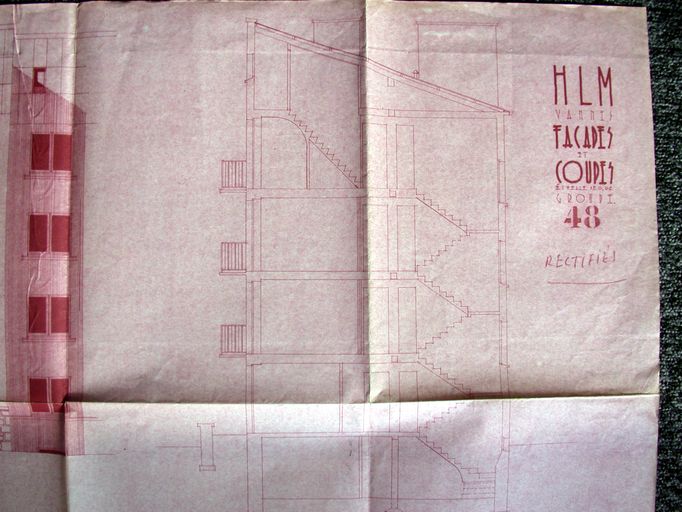 HLM
VANNES
FAÇADES
ET
COUPES
GROUPE
48
RECTIFIÉS